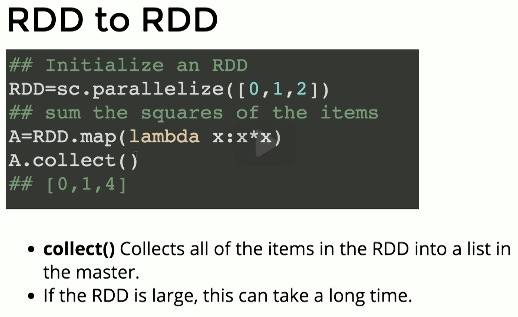 RDD to RDD
## Initialize an RDD
RDD=sc.parallelize([0,1,2])
## sum the squares of the items
A=RDD.map(lambda x:x*x)
A.collect()
## [0,1,4]
• collect() Collects all of the items in the RDD into a list in
the master.
• If the RDD is large, this can take a long time.